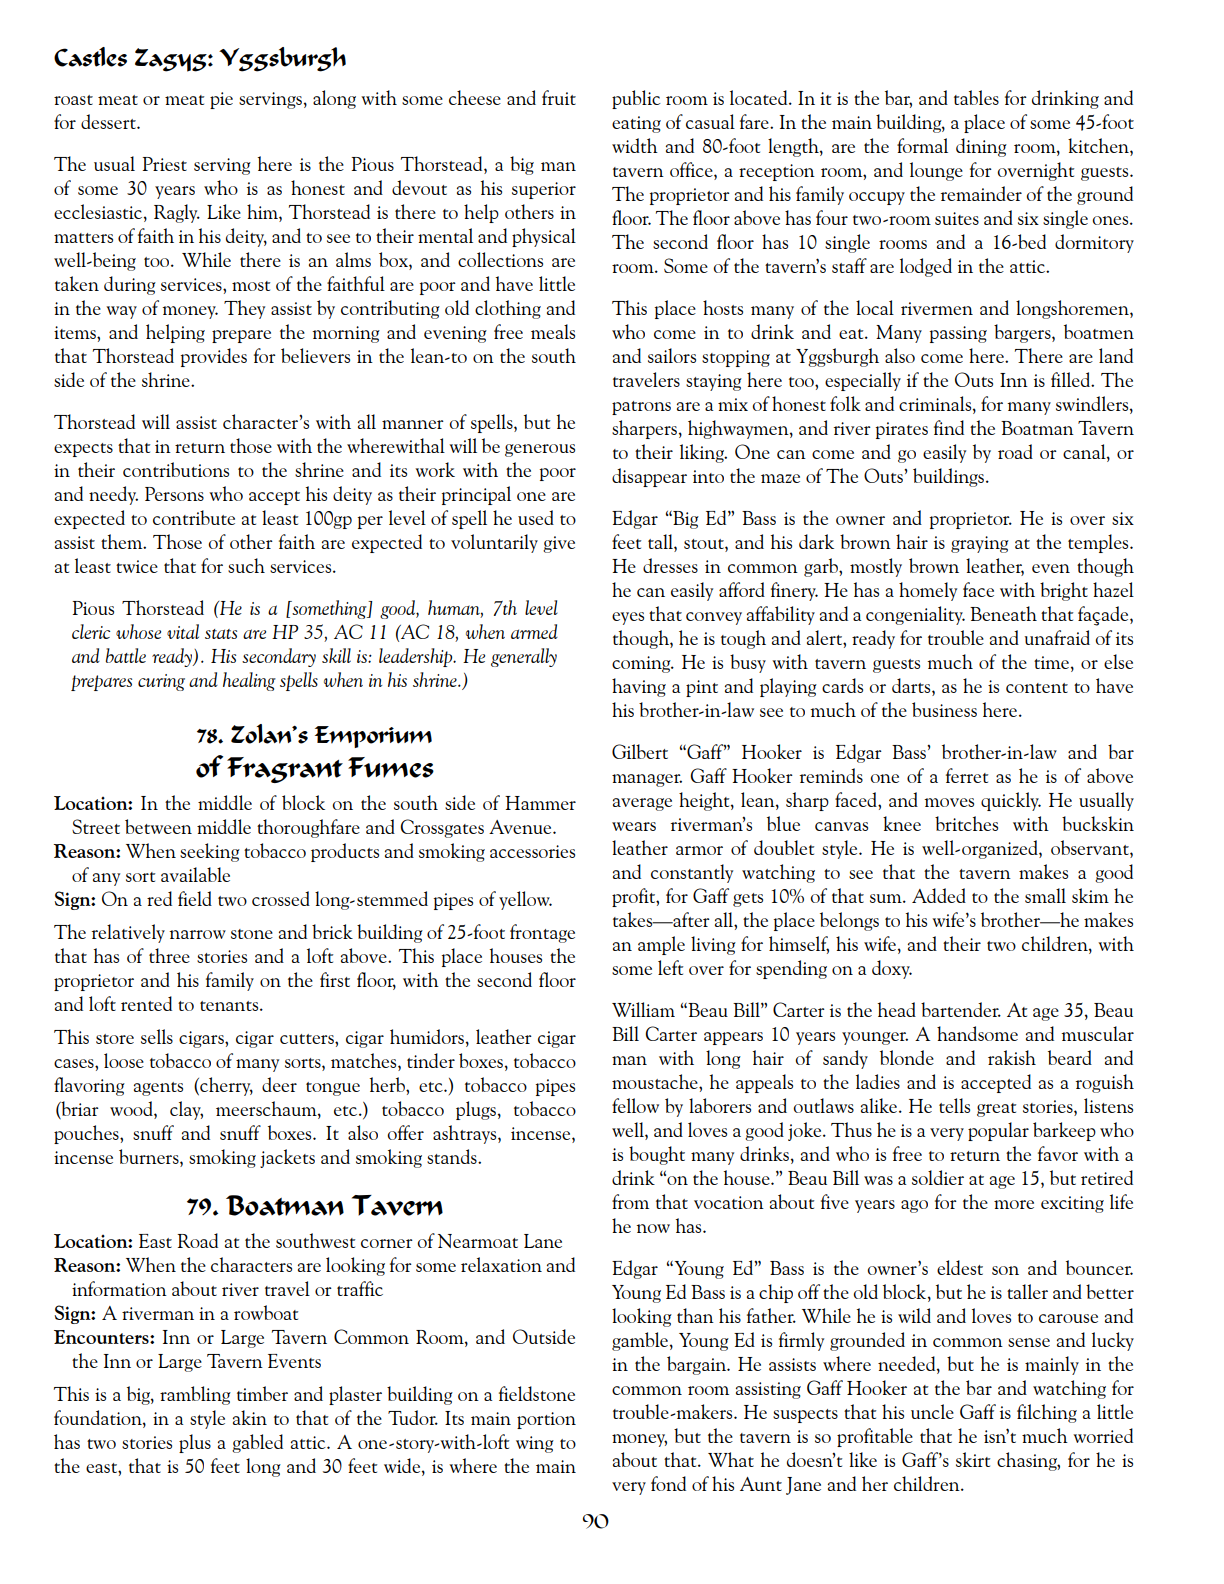 Castles Zagyg: Yggsburgh
roast meat or meat pie servings, along with some cheese and fruit
for dessert.
The usual Priest serving here is the Pious Thorstead, a big man
of some 30 years who is as honest and devout as his superior
ecclesiastic, Ragly. Like him, Thorstead is there to help others in
matters of faith in his deity, and to see to their mental and physical
well-being too. While there is an alms box, and collections are
taken during services, most of the faithful are poor and have little
in the way of money. They assist by contributing old clothing and
items, and helping prepare the morning and evening free meals
that Thorstead provides for believers in the lean-to on the south
side of the shrine.
Thorstead will assist character's with all manner of spells, but he
expects that in return those with the wherewithal will be generous
in their contributions to the shrine and its work with the poor
and needy. Persons who accept his deity as their principal one are
expected to contribute at least 100gp per level of spell he used to
assist them. Those of other faith are expected to voluntarily give
at least twice that for such services.
Pious Thorstead (He is a [something] good, human, 7th level
cleric whose vital stats are HP 35, AC 11 (AC 18, when armed
and battle ready). His secondary skill is: leadership. He generally
prepares curing and healing spells when in his shrine.)
78. Zolan's Emporium
of Fragrant Fumes
Location: In the middle of block on the south side of Hammer
Street between middle thoroughfare and Crossgates Avenue.
Reason: When seeking tobacco products and smoking accessories
of any sort available
Sign: On a red field two crossed long-stemmed pipes of yellow.
The relatively narrow stone and brick building of 25-foot frontage
that has of three stories and a loft above. This place houses the
proprietor and his family on the first floor, with the second floor
and loft rented to tenants.
This store sells cigars, cigar cutters, cigar humidors, leather cigar
cases, loose tobacco of many sorts, matches, tinder boxes, tobacco
flavoring agents (cherry, deer tongue herb, etc.) tobacco pipes
(briar wood, clay, meerschaum, etc.) tobacco plugs, tobacco
pouches, snuff and snuff boxes. It also offer ashtrays, incense,
incense burners, smoking jackets and smoking stands.
79. Boatman Tavern
Location: East Road at the southwest corner of Nearmoat Lane
Reason: When the characters are looking for some relaxation and
information about river travel or traffic
Sign: A riverman in a rowboat
Encounters: Inn or Large Tavern Common Room, and Outside
the Inn or Large Tavern Events
This is a big, rambling timber and plaster building on a fieldstone
foundation, in a style akin to that of the Tudor. Its main portion
has two stories plus a gabled attic. A one-story-with-loft wing to
the east, that is 50 feet long and 30 feet wide, is where the main
public room is located. In it is the bar, and tables for drinking and
eating of casual fare. In the main building, a place of some 45-foot
width and 80-foot length, are the formal dining room, kitchen,
tavern office, a reception room, and lounge for overnight guests.
The proprietor and his family occupy the remainder of the ground
floor. The floor above has four two-room suites and six single ones.
The second floor has 10 single rooms and a 16-bed dormitory
room. Some of the tavern's staff are lodged in the attic.
This place hosts many of the local rivermen and longshoremen,
who come in to drink and eat. Many passing bargers, boatmen
and sailors stopping at Yggsburgh also come here. There are land
travelers staying here too, especially if the Outs Inn is filled. The
patrons are a mix of honest folk and criminals, for many swindlers,
sharpers, highwaymen, and river pirates find the Boatman Tavern
to their liking. One can come and go easily by road or canal, or
disappear into the maze of The Outs' buildings.
Edgar “Big Ed” Bass is the owner and proprietor. He is over six
feet tall, stout, and his dark brown hair is graying at the temples.
He dresses in common garb, mostly brown leather, even though
he can easily afford finery. He has a homely face with bright hazel
eyes that convey affability and a congeniality. Beneath that façade,
though, he is tough and alert, ready for trouble and unafraid of its
coming. He is busy with tavern guests much of the time, or else
having a pint and playing cards or darts, as he is content to have
his brother-in-law see to much of the business here.
Gilbert “Gaff” Hooker is Edgar Bass' brother-in-law and bar
manager. Gaff Hooker reminds one of a ferret as he is of above
average height, lean, sharp faced, and moves quickly. He usually
wears riverman's blue canvas knee britches with buckskin
leather armor of doublet style. He is well-organized, observant,
and constantly watching to see that the tavern makes a good
profit, for Gaff gets 10% of that sum. Added to the small skim he
takes—after all, the place belongs to his wife's brother—he makes
an ample living for himself, his wife, and their two children, with
some left over for spending on a doxy.
William “Beau Bill” Carter is the head bartender. At age 35, Beau
Bill Carter appears 10 years younger. A handsome and muscular
man with long hair of sandy blonde and rakish beard and
moustache, he appeals to the ladies and is accepted as a roguish
fellow by laborers and outlaws alike. He tells great stories, listens
well, and loves a good joke. Thus he is a very popular barkeep who
is bought many drinks, and who is free to return the favor with a
drink “on the house.” Beau Bill was a soldier at age 15, but retired
from that vocation about five years ago for the more exciting life
he now has.
Edgar “Young Ed” Bass is the owner's eldest son and bouncer.
Young Ed Bass is a chip off the old block, but he is taller and better
looking than his father. While he is wild and loves to carouse and
gamble, Young Ed is firmly grounded in common sense and lucky
in the bargain. He assists where needed, but he is mainly in the
common room assisting Gaff Hooker at the bar and watching for
trouble-makers. He suspects that his uncle Gaff is filching a little
money, but the tavern is so profitable that he isn't much worried
about that. What he doesn't like is Gaff's skirt chasing, for he is
very fond of his Aunt Jane and her children.
90